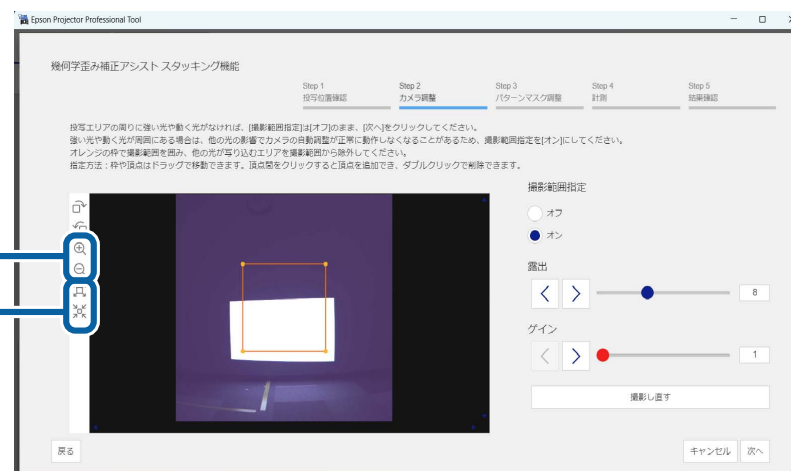 Epson Projector Professional Tool
幾何学歪み補正アシスト スタッキング機能
Step 1
投写位置確認
Step 2
カメラ調整
Step 3
パターンマスク調整
Step 4
計測
Step 5
結果確認
投写エリアの周りに強い光や動く光がなければ、[撮影範囲指定]は[オフ]のまま、[次へ]をクリックしてください。
強い光や動く光が周囲にある場合は、他の光の影響でカメラの自動調整が正常に動作しなくなることがあるため、撮影範囲指定を[オン]にしてください。
オレンジの枠で撮影範囲を囲み、他の光が写り込むエリアを撮影範囲から除外してください。
指定方法：枠や頂点はドラッグで移動できます。頂点間をクリックすると頂点を追加でき、ダブルクリックで削除できます。
撮影範囲指定
オフ
オン
露出
8
ゲイン
1
撮影し直す
戻る
キャンセル
次へ